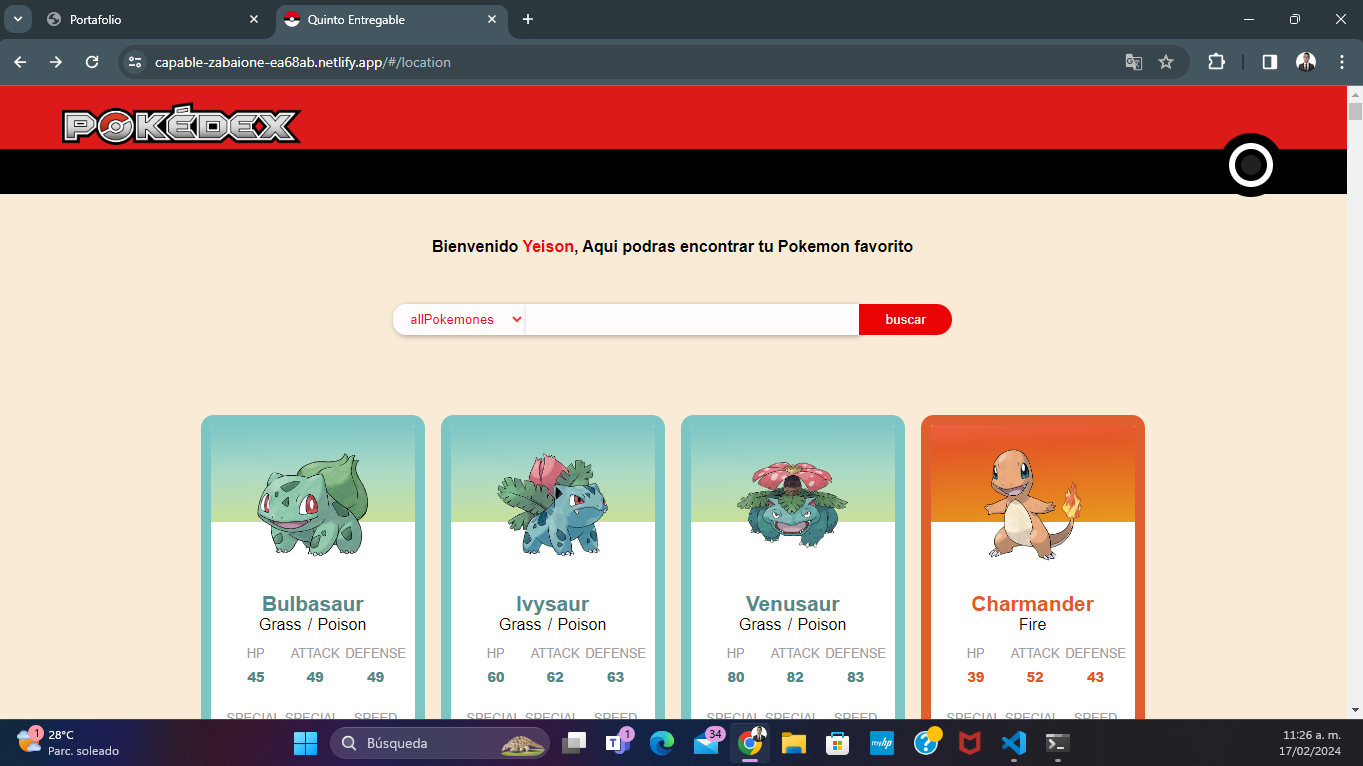 Portafolio
Quinto Entregable
capable-zabaione-ea68ab.netlify.app/#/location
POKÉDEX
Bienvenido Yeison, Aqui podras encontrar tu Pokemon favorito
allPokemones
buscar
Bulbasaur
Grass / Poison
HP ATTACK DEFENSE
45 49 49
SPECIAL SPECIAL SPEED
Ivysaur
Grass / Poison
HP ATTACK DEFENSE
60 62 63
SPECIAL SPECIAL SPEED
Venusaur
Grass / Poison
HP ATTACK DEFENSE
80 82 83
SPECIAL SPECIAL SPEED
Charmander
Fire
HP ATTACK DEFENSE
39 52 43
SPECIAL SPECIAL SPEED
1
28°C
Parc. soleado
Búsqueda
1
34
myhp
11:26 a. m.
17/02/2024